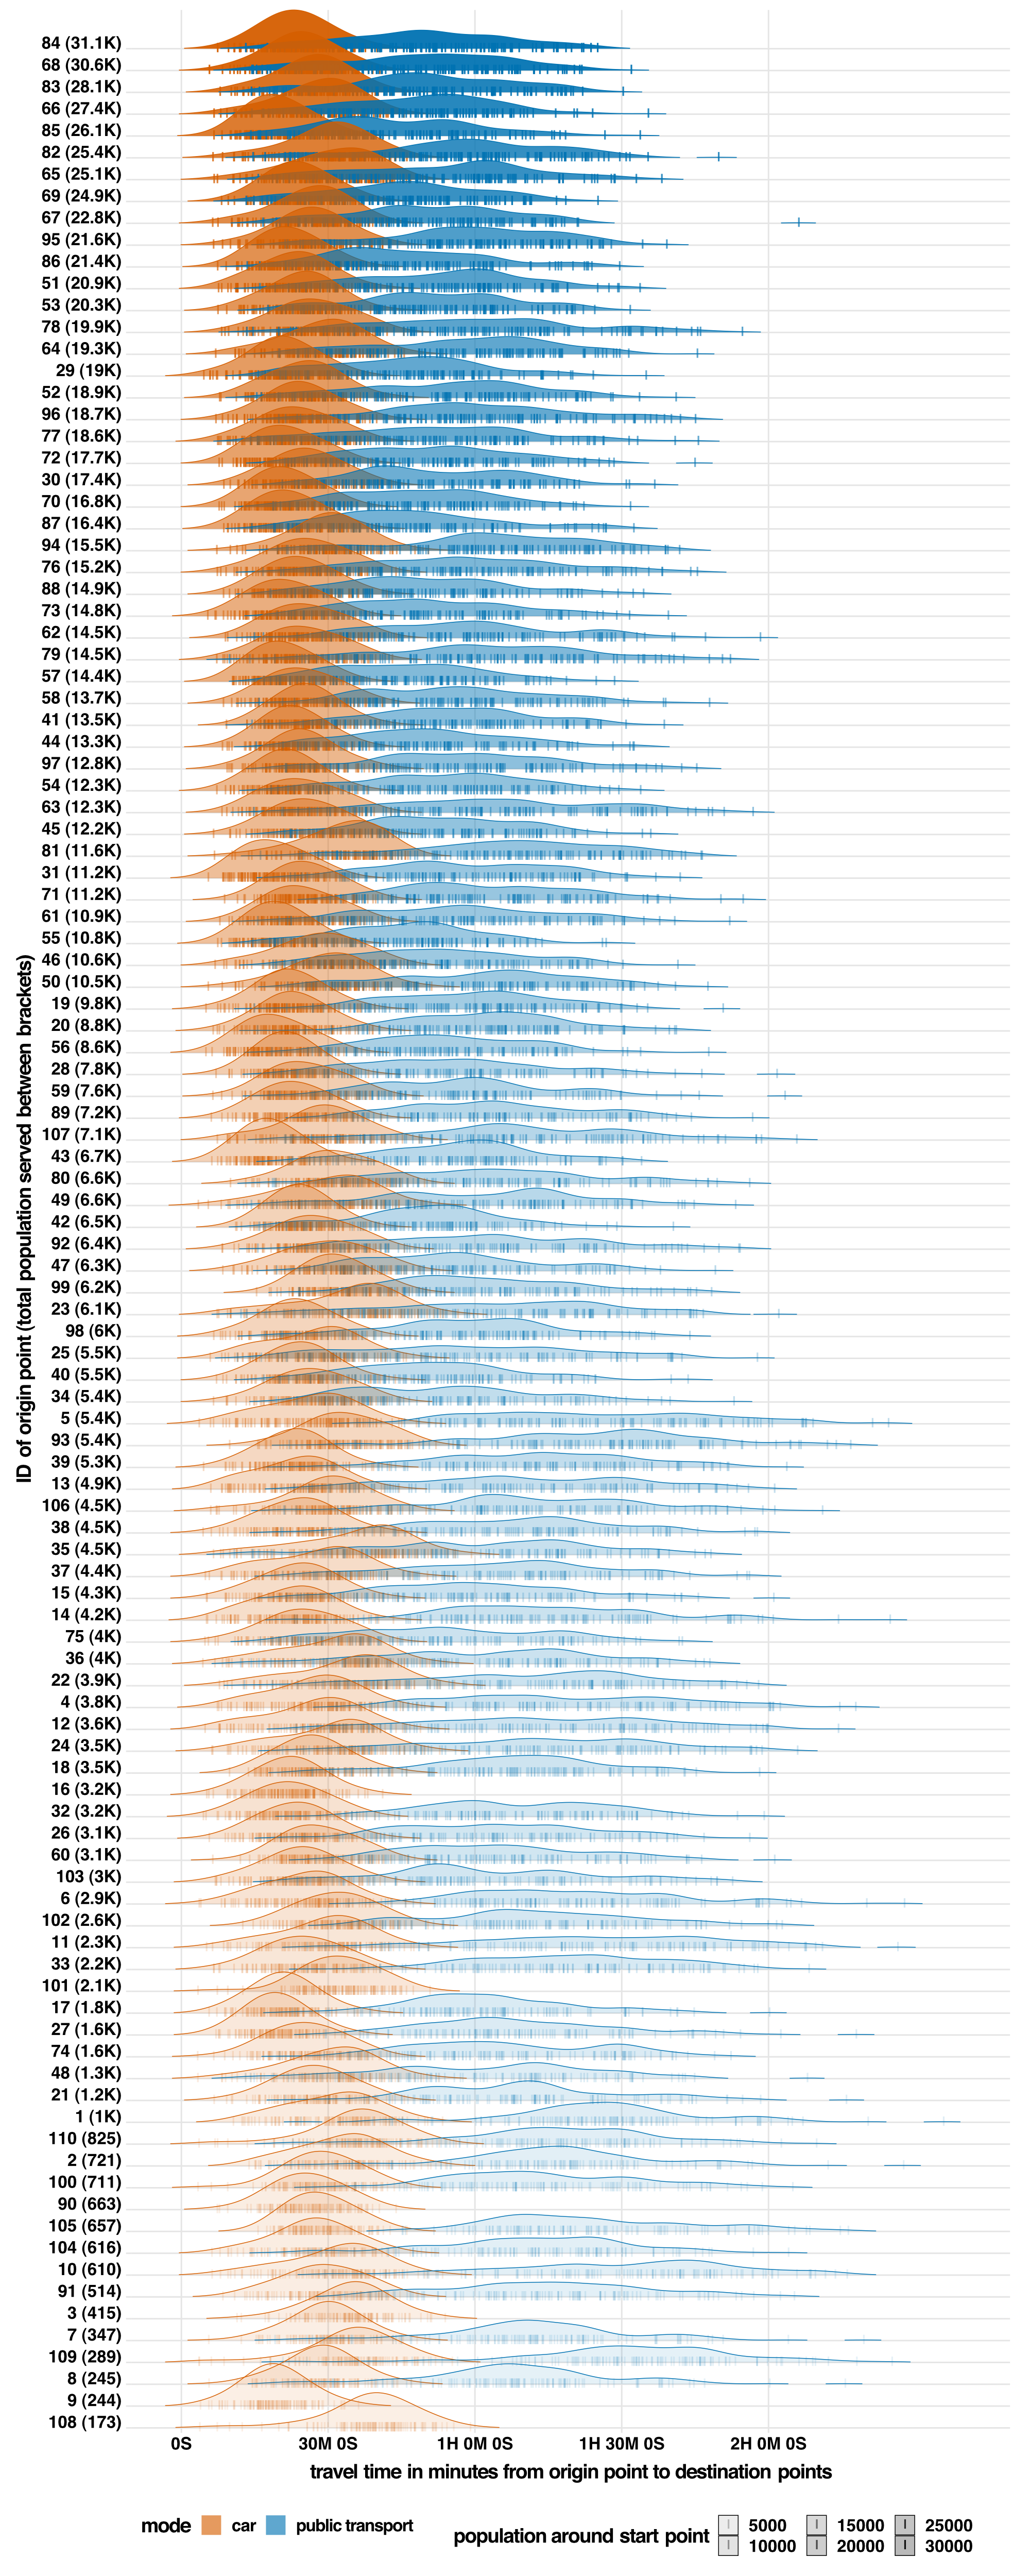 84 (31.1K)
68 (30.6K)
83 (28.1K)
66 (27.4K)
85 (26.1K)
82 (25.4K)
65 (25.1K)
69 (24.9K)
67 (22.8K)
95 (21.6K)
86 (21.4K)
51 (20.9K)
53 (20.3K)
78 (19.9K)
64 (19.3K)
29 (19K)
52 (18.9K)
96 (18.7K)
77 (18.6K)
72 (17.7K)
30 (17.4K)
70 (16.8K)
87 (16.4K)
94 (15.5K)
76 (15.2K)
88 (14.9K)
73 (14.8K)
62 (14.5K)
79 (14.5K)
57 (14.4K)
58 (13.7K)
41 (13.5K)
44 (13.3K)
97 (12.8K)
54 (12.3K)
63 (12.3K)
45 (12.2K)
81 (11.6K)
31 (11.2K)
71 (11.2K)
61 (10.9K)
55 (10.8K)
46 (10.6K)
50 (10.5K)
19 (9.8K)
20 (8.8K)
56 (8.6K)
28 (7.8K)
59 (7.6K)
89 (7.2K)
107 (7.1K)
43 (6.7K)
80 (6.6K)
49 (6.6K)
42 (6.5K)
92 (6.4K)
47 (6.3K)
99 (6.2K)
23 (6.1K)
98 (6K)
25 (5.5K)
40 (5.5K)
34 (5.4K)
5 (5.4K)
93 (5.4K)
39 (5.3K)
13 (4.9K)
106 (4.5K)
38 (4.5K)
35 (4.5K)
37 (4.4K)
15 (4.3K)
14 (4.2K)
75 (4K)
36 (4K)
22 (3.9K)
4 (3.8K)
12 (3.6K)
24 (3.5K)
18 (3.5K)
16 (3.2K)
32 (3.2K)
26 (3.1K)
60 (3.1K)
103 (3K)
6 (2.9K)
102 (2.6K)
11 (2.3K)
33 (2.2K)
101 (2.1K)
17 (1.8K)
27 (1.6K)
74 (1.6K)
48 (1.3K)
21 (1.2K)
1 (1K)
110 (825)
2 (721)
100 (711)
90 (663)
105 (657)
104 (616)
10 (610)
91 (514)
3 (415)
7 (347)
109 (289)
8 (245)
9 (244)
108 (173)
ID of origin point (total population served between brackets)
0S 30M 0S 1H 0M 0S 1H 30M 0S 2H 0M 0S
travel time in minutes from origin point to destination points
mode car public transport
population around start point
5000 15000 25000
10000 20000 30000